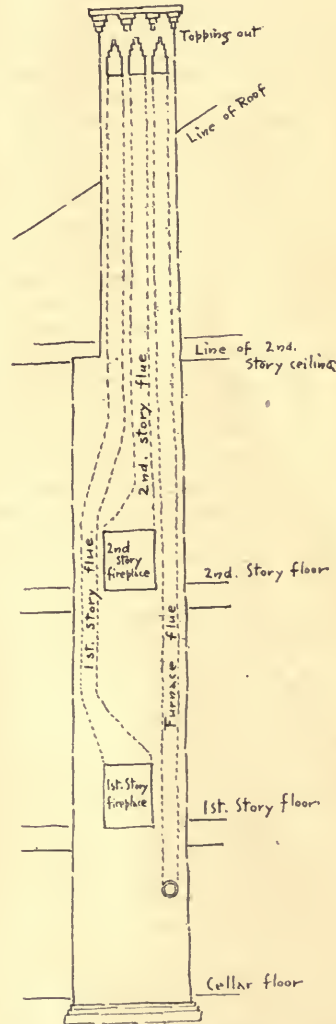 Topping out
Line of Roof
Line of 2nd.
Story ceiling
2nd. story flue
2nd
Story
fireplace
2nd. Story floor
1st. story flue.
Furnace flue
1st. Story
fireplace
1st. Story floor
Cellar floor